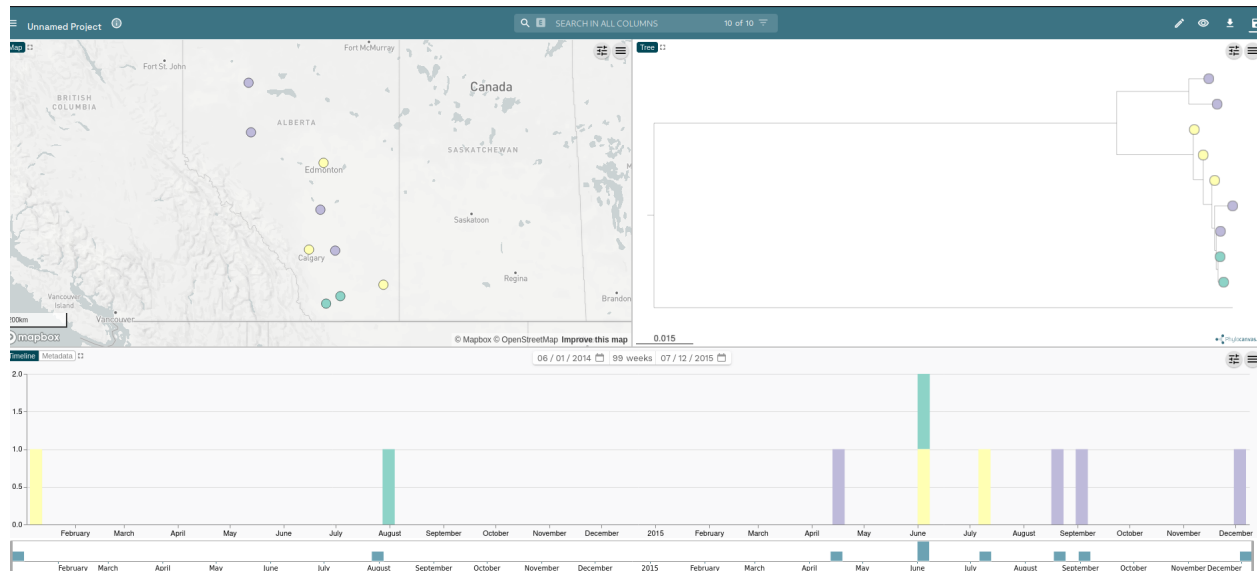 Unnamed Project
E SEARCH IN ALL COLUMNS 10 of 10
Map
Fort McMurray
Fort St. John
Canada
BRITISH
COLUMBIA
ALBERTA
SASKATCHEWAN
Edmonton
Saskatoon
Calgary
Regina
Vancouver
Island
Brandon
Vancouver
200km
mapbox
© Mapbox © OpenStreetMap Improve this map
Tree
0.015
Phylocanvas
Timeline Metadata
06 / 01 / 2014 99 weeks 07 / 12 / 2015
2.0
1.5
1.0
0.5
0.0
February March April May June July August September October November December 2015 February March April May June July August September October November December
February March April May June July August September October November December 2015 February March April May June July August September October November December